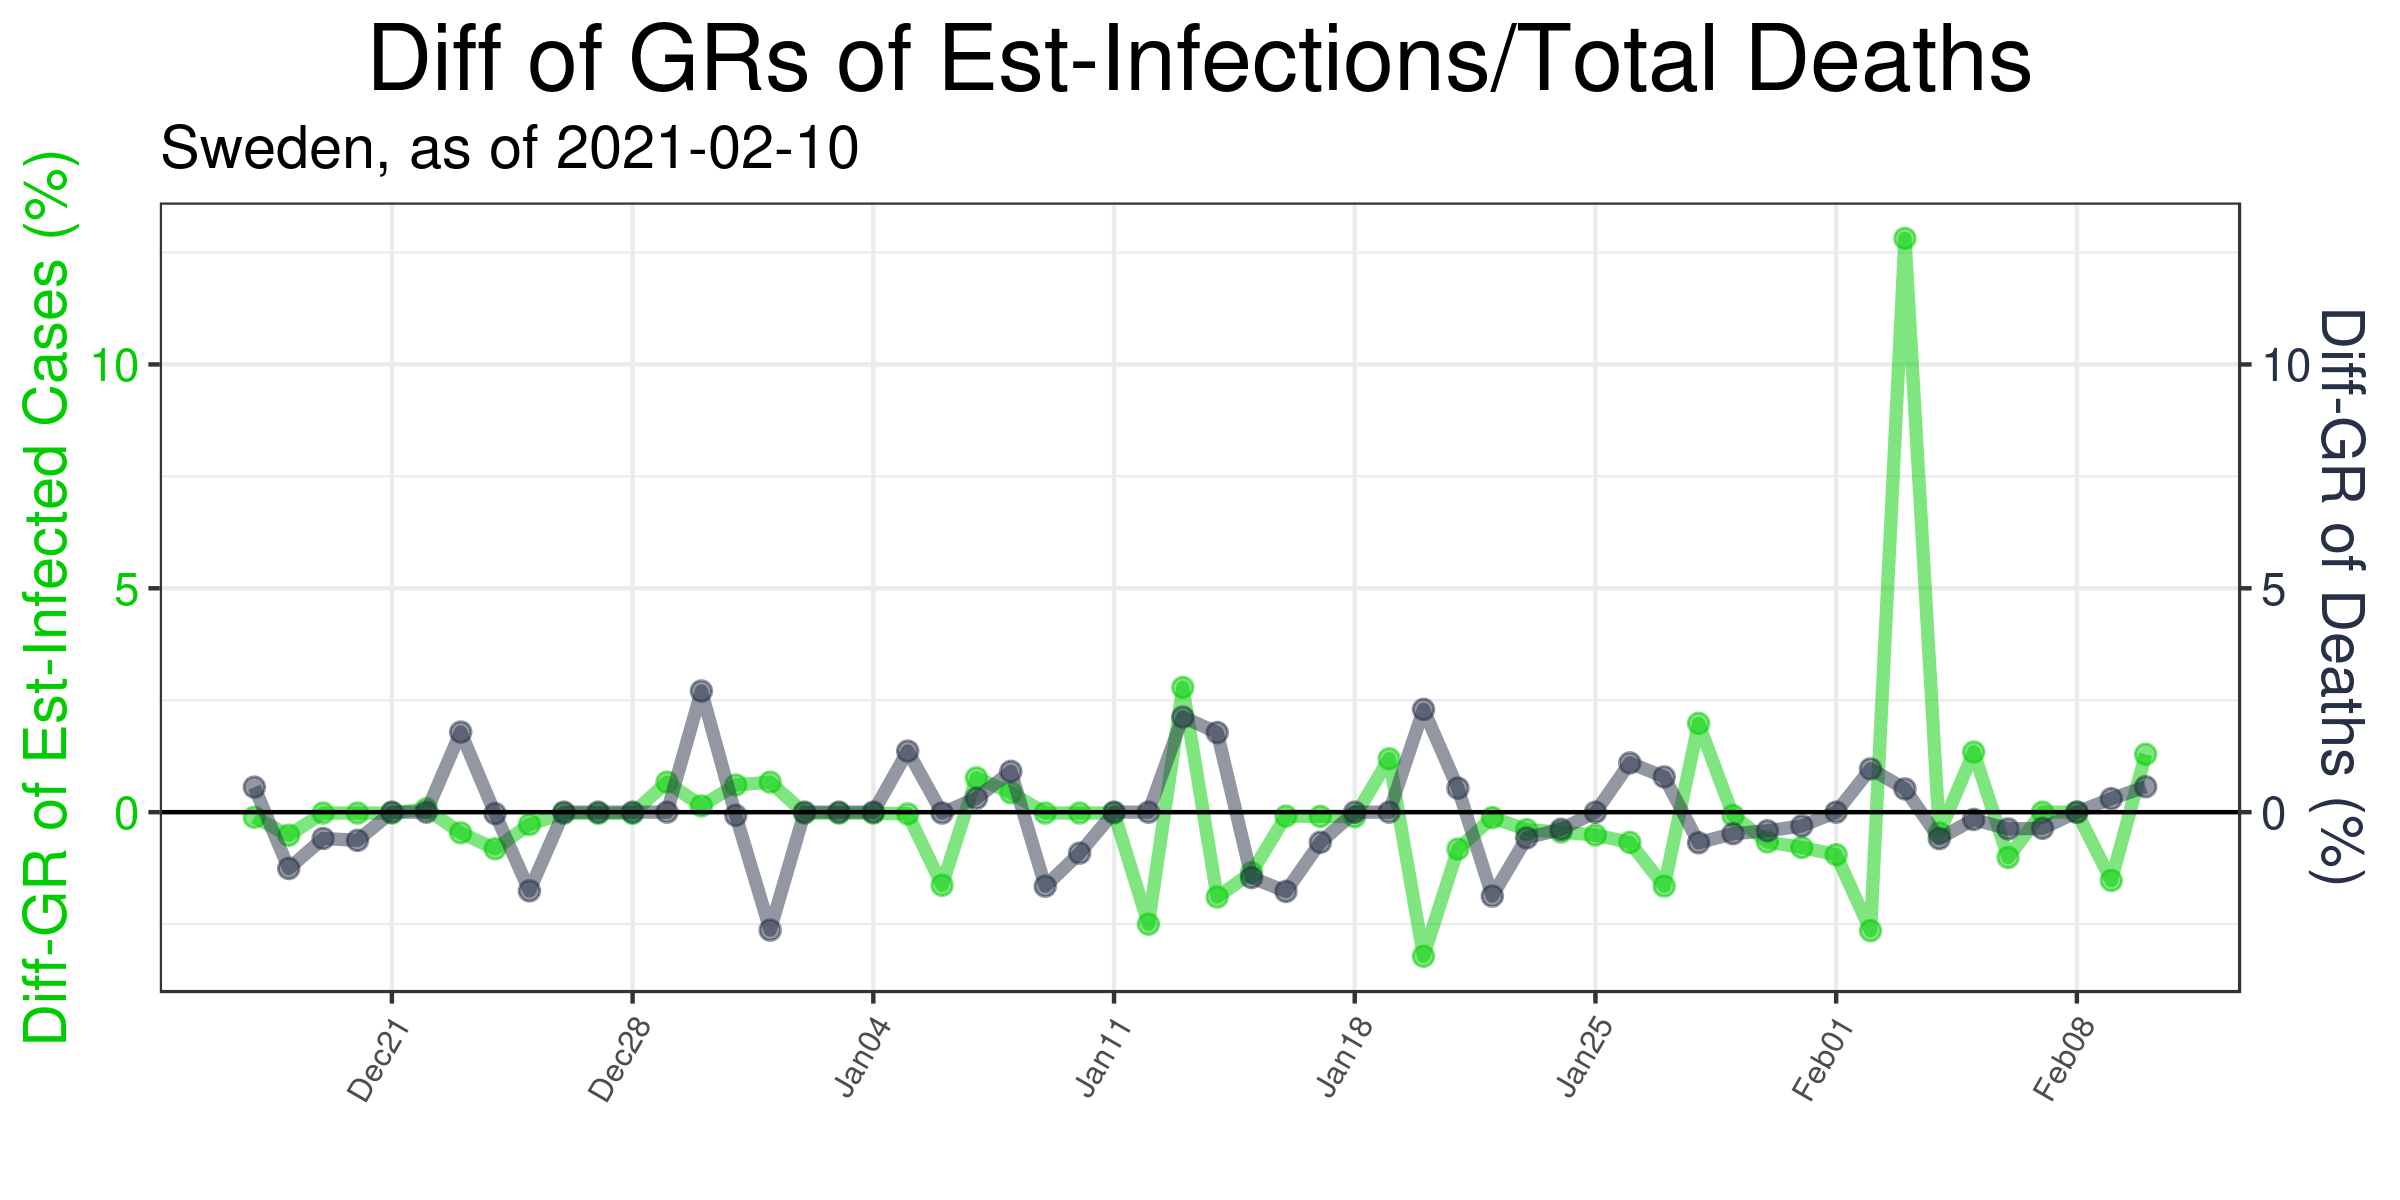 Diff of GRs of Est-Infections/Total Deaths
Sweden, as of 2021-02-10
Diff-GR of Est-Infected Cases (%)
10
5
0
10
5
0
Diff-GR of Deaths (%)
Dec21
Dec28
Jan04
Jan11
Jan18
Jan25
Feb01
Feb08